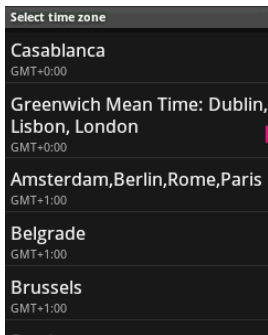 Select time zone
Casablanca
GMT+0:00
Greenwich Mean Time: Dublin,
Lisbon, London
GMT+0:00
Amsterdam,Berlin,Rome,Paris
GMT+1:00
Belgrade
GMT+1:00
Brussels
GMT+1:00